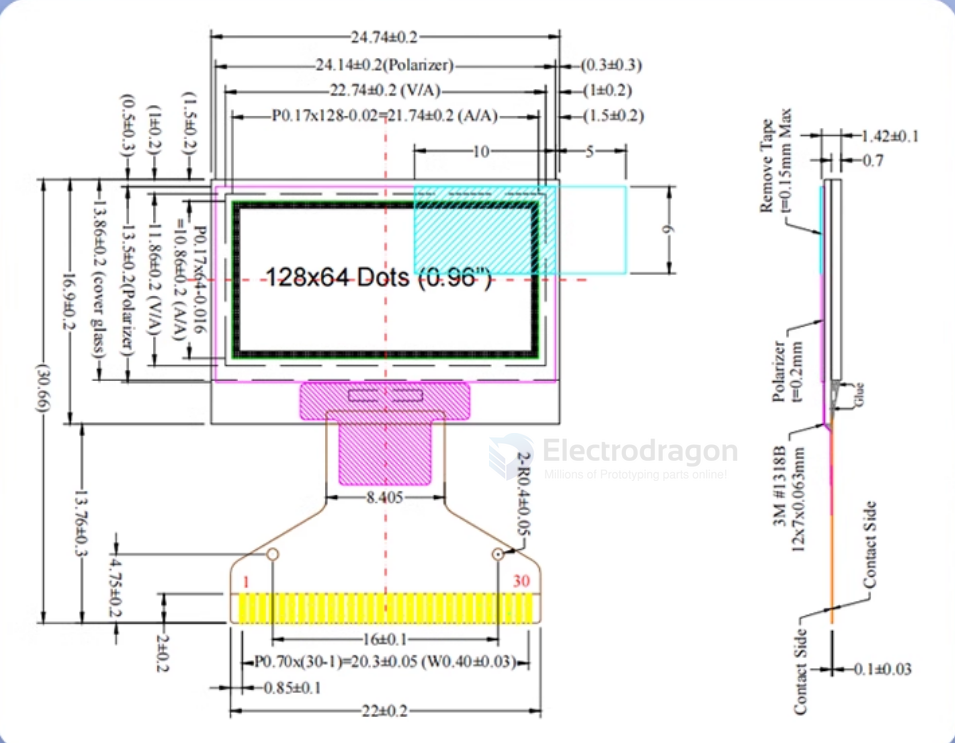 24.74±0.2
24.14±0.2(Polarizer)
(0.3±0.3)
22.74±0.2 (V/A)
(1±0.2)
P0.17x128-0.02=21.74±0.2 (A/A)
(1.5±0.2)
(0.5±0.3)
(1±0.2)
(1.5±0.2)
10
5
6
(30.66)
16.9±0.2
13.86±0.2 (cover glass)
13.5±0.2(Polarizer)
11.86±0.2 (V/A)
P0.17x64-0.016
=10.86±0.2 (A/A)
128x64 Dots (0.96")
Electrodragon
Millions of Prototyping parts online!
8.405
2-R0.4±0.05
13.76±0.3
4.75±0.2
2±0.2
1
30
16±0.1
P0.70x(30-1)=20.3±0.05 (W0.40±0.03)
0.85±0.1
22±0.2
Remove Tape
t=0.15mm Max
1.42±0.1
0.7
Polarizer
t=0.2mm
Glue
3M #1318B
12x7x0.063mm
Contact Side
Contact Side
0.1±0.03